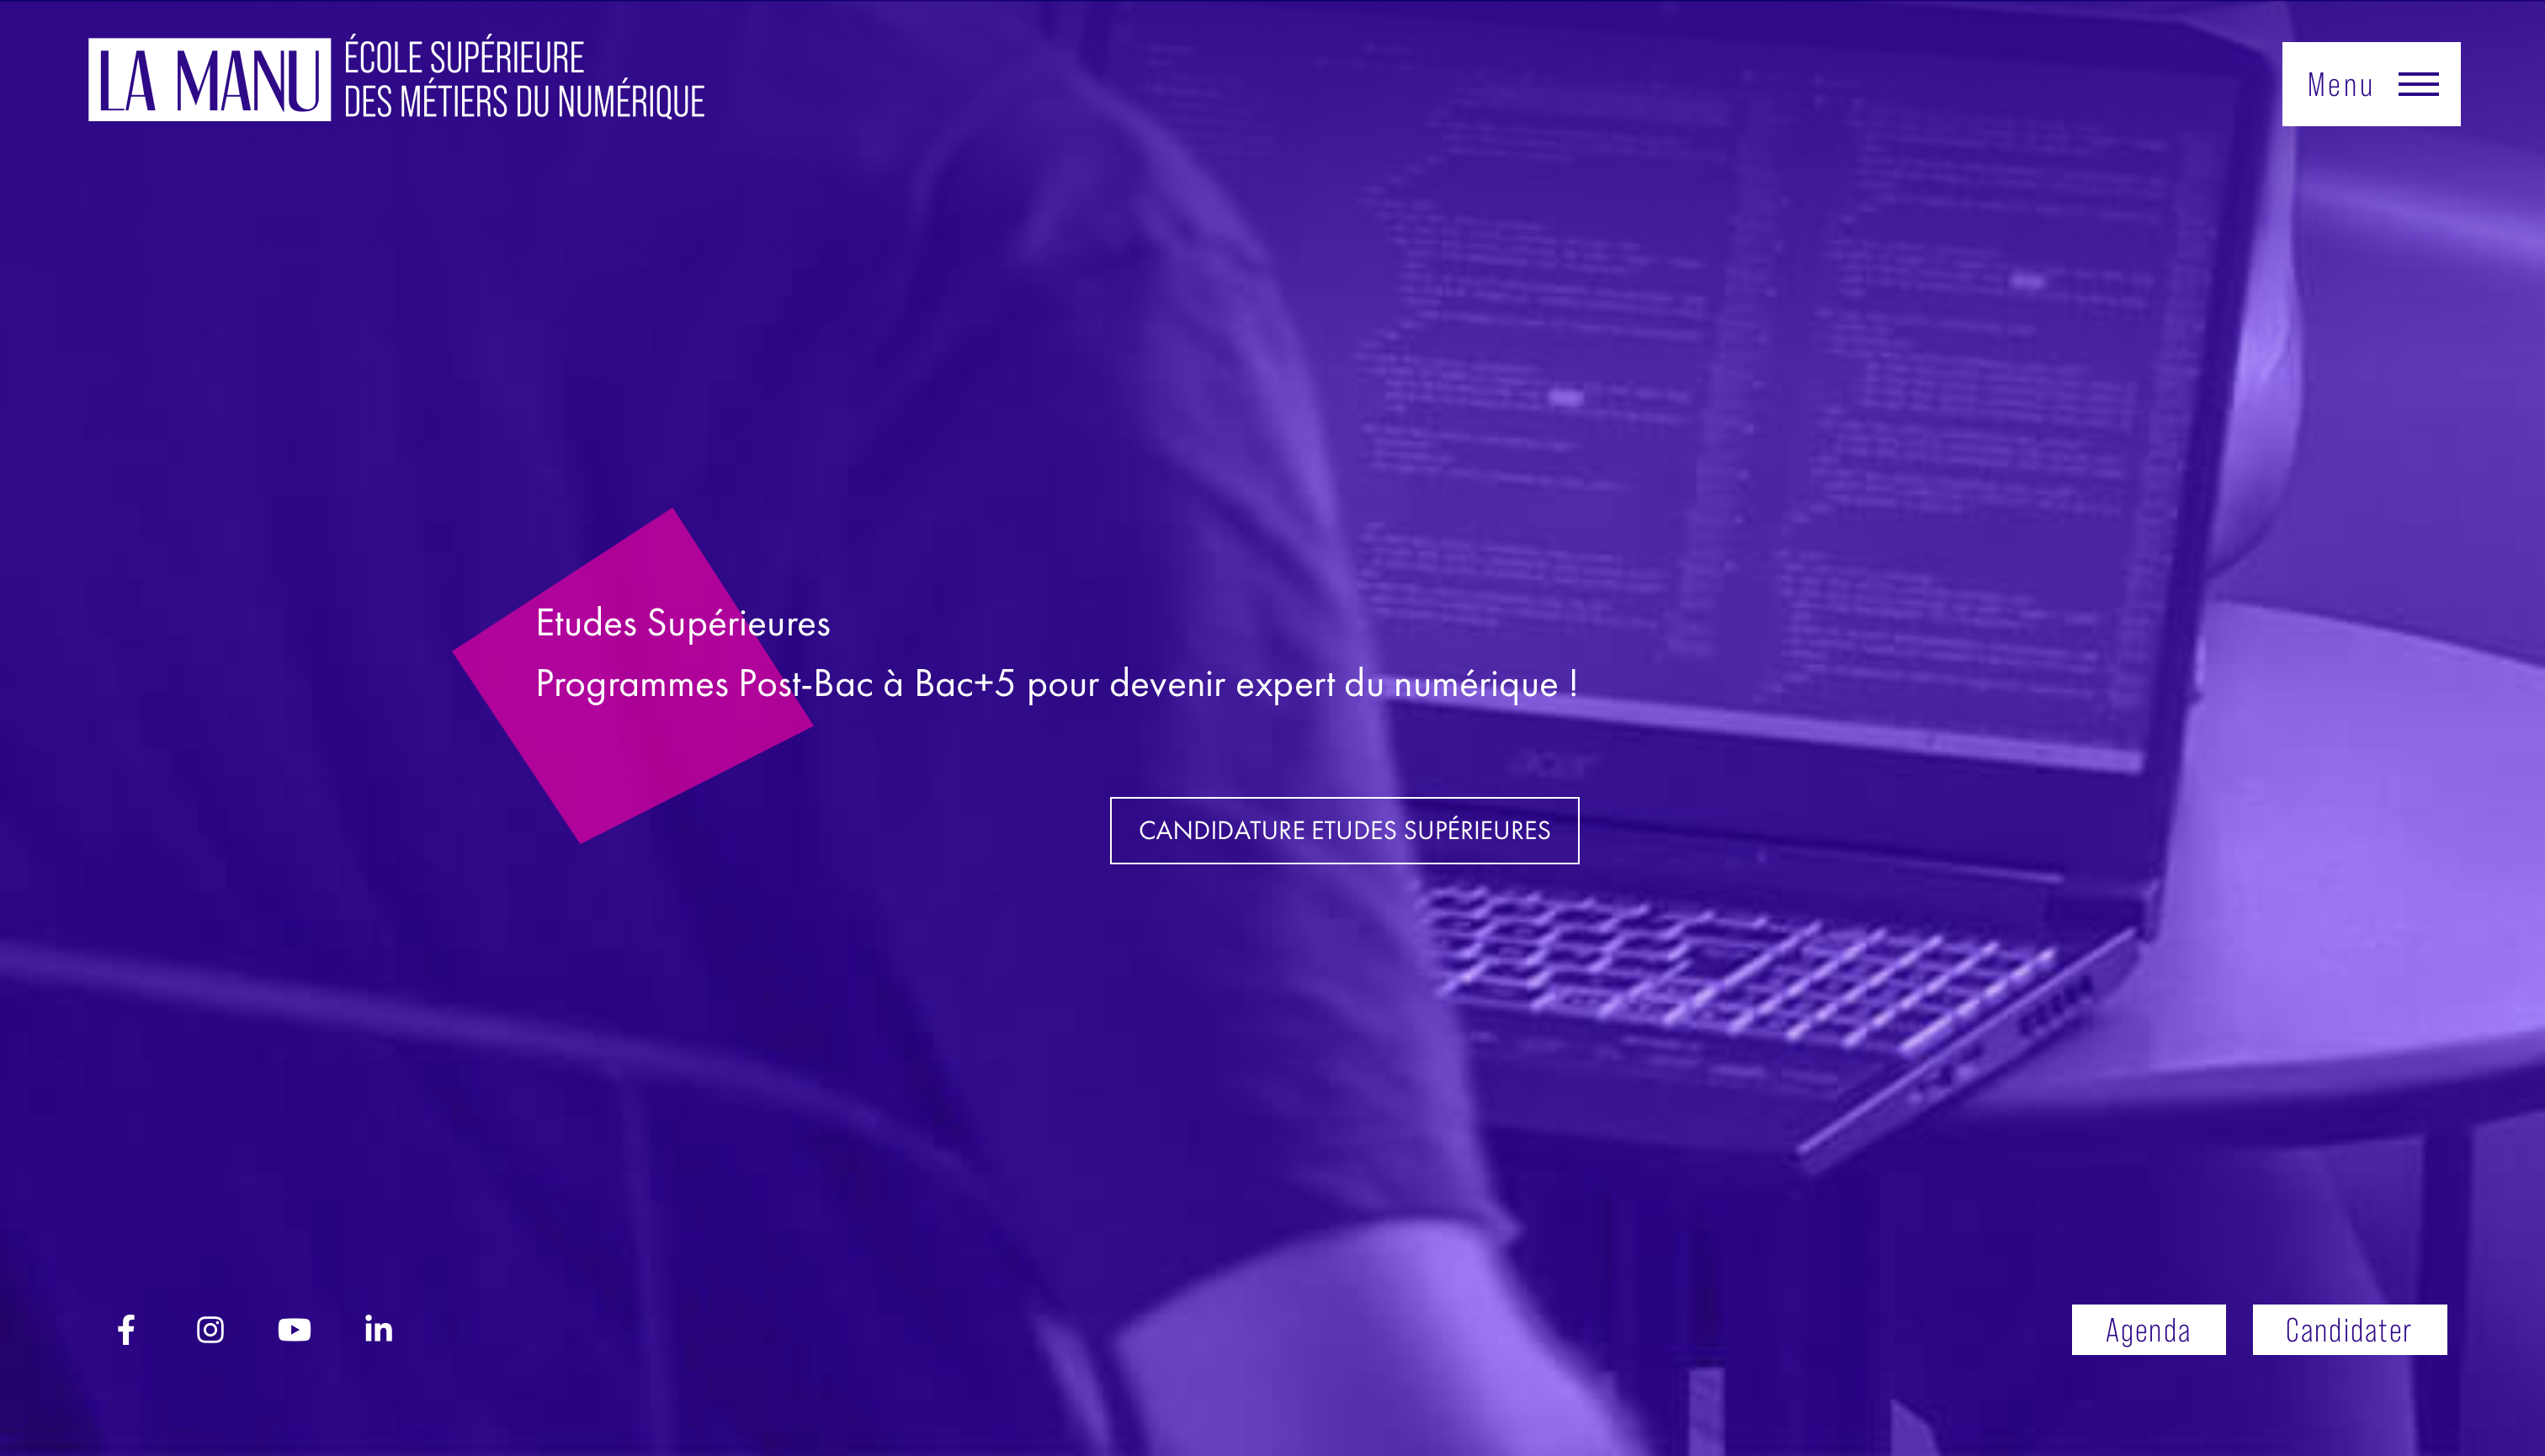 LA MANU
ÉCOLE SUPÉRIEURE
DES MÉTIERS DU NUMÉRIQUE
Menu
Etudes Supérieures
Programmes Post-Bac à Bac+5 pour devenir expert du numérique !
acer
CANDIDATURE ETUDES SUPÉRIEURES
Agenda
Candidater